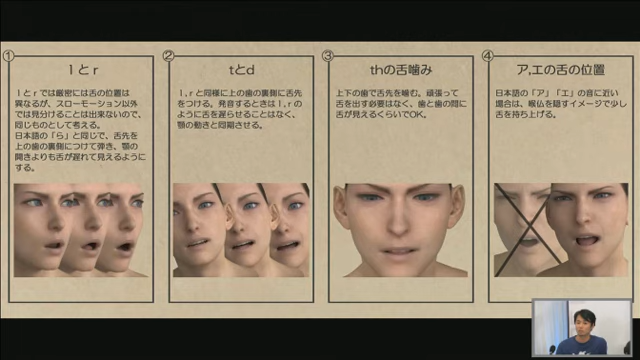 ①
lとr
lとrでは厳密には舌の位置は
異なるが、スローモーション以外
では見分けることは出来ないので、
同じものとして考える。
日本語の「ら」と同じで、舌先を
上の歯の裏側につけて弾き、顎の
開きよりも舌が遅れて見えるように
する。
②
tとd
l,rと同様に上の歯の裏側に舌先
をつける。発音するときはl,rの
ように舌を遅らせることはなく、
顎の動きと同期させる。
③
thの舌噛み
上下の歯で舌先を噛む。頑張って
舌を出す必要はなく、歯と歯の間に
舌が見えるくらいでOK。
④
ア,エの舌の位置
日本語の「ア」「エ」の音に近い
場合は、喉仏を隠すイメージで少し
舌を持ち上げる。